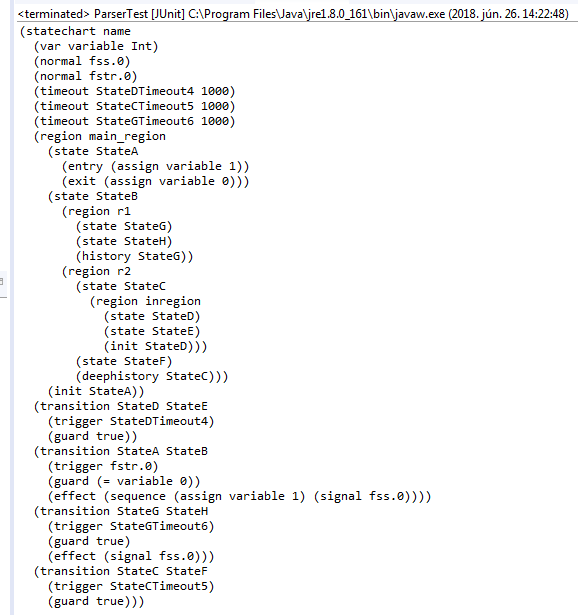 <terminated> ParserTest [JUnit] C:\Program Files\Java\jre1.8.0_161\bin\javaw.exe (2018. jún. 26. 14:22:48)
(statechart name
  (var variable Int)
  (normal fss.0)
  (normal fstr.0)
  (timeout StateDTimeout4 1000)
  (timeout StateCTimeout5 1000)
  (timeout StateGTimeout6 1000)
  (region main_region
    (state StateA
      (entry (assign variable 1))
      (exit (assign variable 0)))
    (state StateB
      (region r1
        (state StateG)
        (state StateH)
        (history StateG))
      (region r2
        (state StateC
          (region inregion
            (state StateD)
            (state StateE)
            (init StateD)))
        (state StateF)
        (deephistory StateC)))
    (init StateA))
  (transition StateD StateE
    (trigger StateDTimeout4)
    (guard true))
  (transition StateA StateB
    (trigger fstr.0)
    (guard (= variable 0))
    (effect (sequence (assign variable 1) (signal fss.0))))
  (transition StateG StateH
    (trigger StateGTimeout6)
    (guard true)
    (effect (signal fss.0)))
  (transition StateC StateF
    (trigger StateCTimeout5)
    (guard true)))